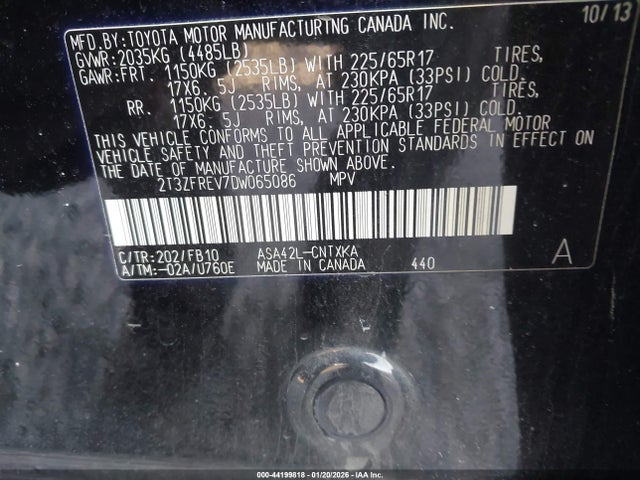 MFD.BY:TOYOTA MOTOR MANUFACTURING CANADA INC. 10/13
GVWR:2035KG (4485LB)
GAWR:FRT. 1150KG (2535LB) WITH 225/65R17 TIRES,
17X6.5J RIMS, AT 230KPA (33PSI) COLD.
RR. 1150KG (2535LB) WITH 225/65R17 TIRES,
17X6.5J RIMS, AT 230KPA (33PSI) COLD.
THIS VEHICLE CONFORMS TO ALL APPLICABLE FEDERAL MOTOR
VEHICLE SAFETY AND THEFT PREVENTION STANDARDS IN EFFECT ON
THE DATE OF MANUFACTURE SHOWN ABOVE.
2T3ZFREV7DW065086 MPV
C/TR:202/FB10 ASA42L-CNTXKA A
A/TM:-02A/U760E MADE IN CANADA 440
000-44199818 | 01/20/2026 | IAA Inc.